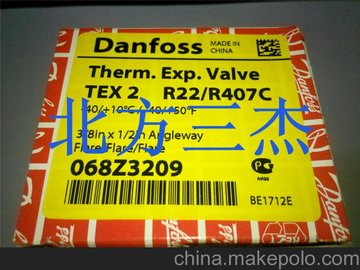 Danfoss
MADE IN
CHINA
Therm. Exp. Valve
TEX 2 R22/R407C
-40/+10°C / -40/+50°F
北方三杰
3/8in x 1/2in Angleway
Flare/Flare/Flare
068Z3209
BE1712E
china.makepolo.com